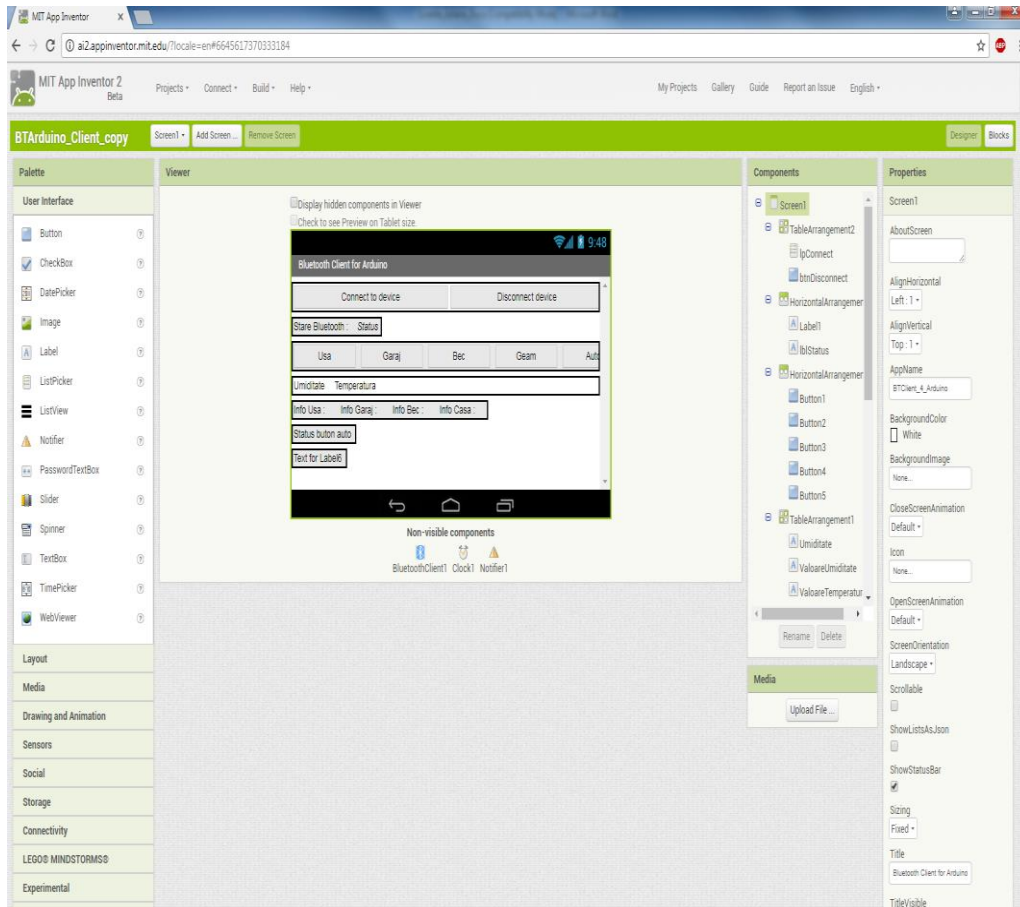 MIT App Inventor
ai2.appinventor.mit.edu/?locale=en#6645617370333184
ABP
MIT App Inventor 2
Beta
Projects
Connect
Build
Help
My Projects
Gallery
Guide
Report an Issue
English
BTArduino_Client_copy
Screen1
Add Screen ...
Remove Screen
Designer
Blocks
Palette
User Interface
Button
CheckBox
DatePicker
Image
Label
ListPicker
ListView
Notifier
PasswordTextBox
Slider
Spinner
TextBox
TimePicker
WebViewer
Layout
Media
Drawing and Animation
Sensors
Social
Storage
Connectivity
LEGO® MINDSTORMS®
Experimental
Viewer
Display hidden components in Viewer
Check to see Preview on Tablet size.
9:48
Bluetooth Client for Arduino
Connect to device
Disconnect device
Stare Bluetooth : Status
Usa
Garaj
Bec
Geam
Auto
Umiditate Temperatura
Info Usa : Info Garaj : Info Bec : Info Casa :
Status buton auto
Text for Label6
Non-visible components
BluetoothClient1 Clock1 Notifier1
Components
Screen1
TableArrangement2
lpConnect
btnDisconnect
HorizontalArrangemer
Label1
lblStatus
HorizontalArrangemer
Button1
Button2
Button3
Button4
Button5
TableArrangement1
Umiditate
ValoareUmiditate
ValoareTemperatur
Rename
Delete
Media
Upload File ...
Properties
Screen1
AboutScreen
AlignHorizontal
Left : 1
AlignVertical
Top : 1
AppName
BTClient_4_Arduino
BackgroundColor
White
BackgroundImage
None...
CloseScreenAnimation
Default
Icon
None...
OpenScreenAnimation
Default
ScreenOrientation
Landscape
Scrollable
ShowListsAsJson
ShowStatusBar
Sizing
Fixed
Title
Bluetooth Client for Arduino
TitleVisible